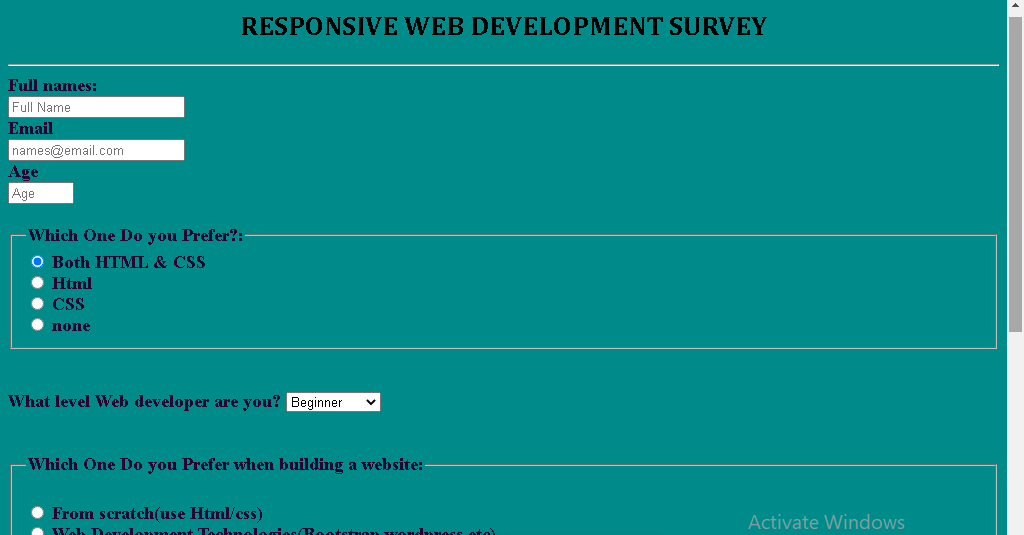 RESPONSIVE WEB DEVELOPMENT SURVEY
Full names:
Full Name
Email
names@email.com
Age
Age
Which One Do you Prefer?:
Both HTML & CSS
Html
CSS
none
What level Web developer are you? Beginner
Which One Do you Prefer when building a website:
From scratch(use Html/css)
Web Development Technologies(Bootstrap,wordpress etc)
Activate Windows